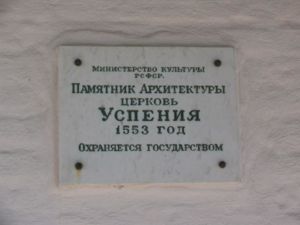 Министерство культуры
РСФСР.
Памятник Архитектуры
церковь
Успения
1553 год
Охраняется государством